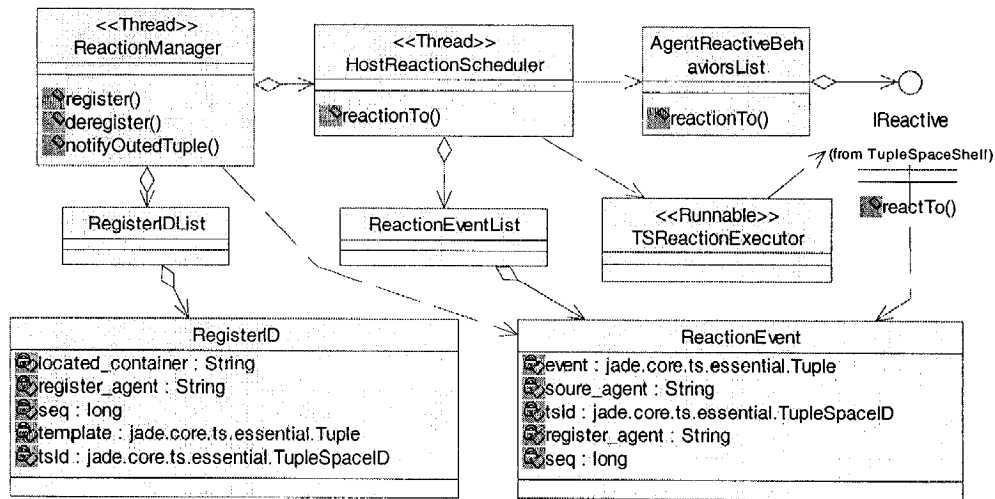 <<Thread>>
ReactionManager
register()
deregister()
notifyOutedTuple()
<<Thread>>
HostReactionScheduler
reactionTo()
AgentReactiveBeh
aviorsList
reactionTo()
IReactive
(from TupleSpaceShell)
reactTo()
RegisterIDList
ReactionEventList
<<Runnable>>
TSReactionExecutor
RegisterID
located_container : String
register_agent : String
seq : long
template : jade.core.ts.essential.Tuple
tsId : jade.core.ts.essential.TupleSpaceID
ReactionEvent
event : jade.core.ts.essential.Tuple
soure_agent : String
tsId : jade.core.ts.essential.TupleSpaceID
register_agent : String
seq : long